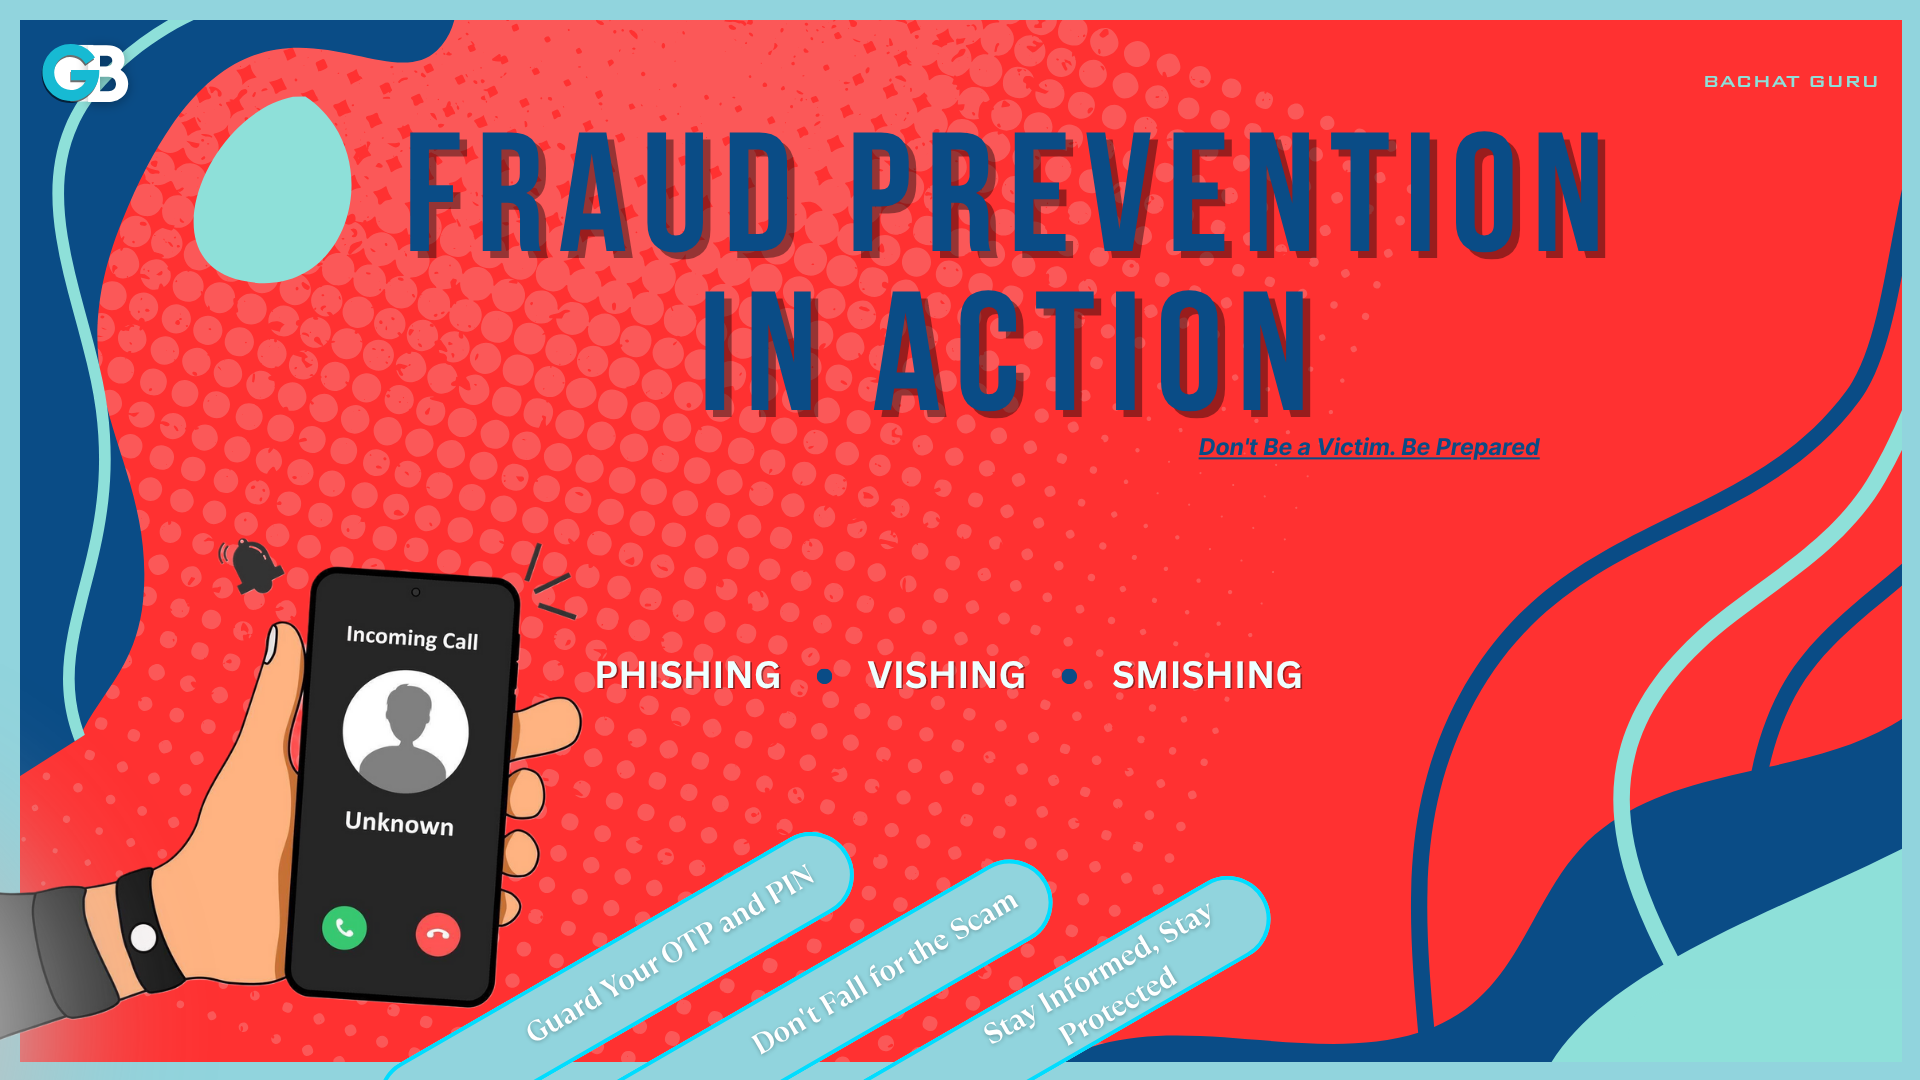 GB
BACHAT GURU
FRAUD PREVENTION
IN ACTION
Don't Be a Victim. Be Prepared
Incoming Call
Unknown
PHISHING • VISHING • SMISHING
Guard Your OTP and PIN
Don't Fall for the Scam
Stay Informed, Stay
Protected